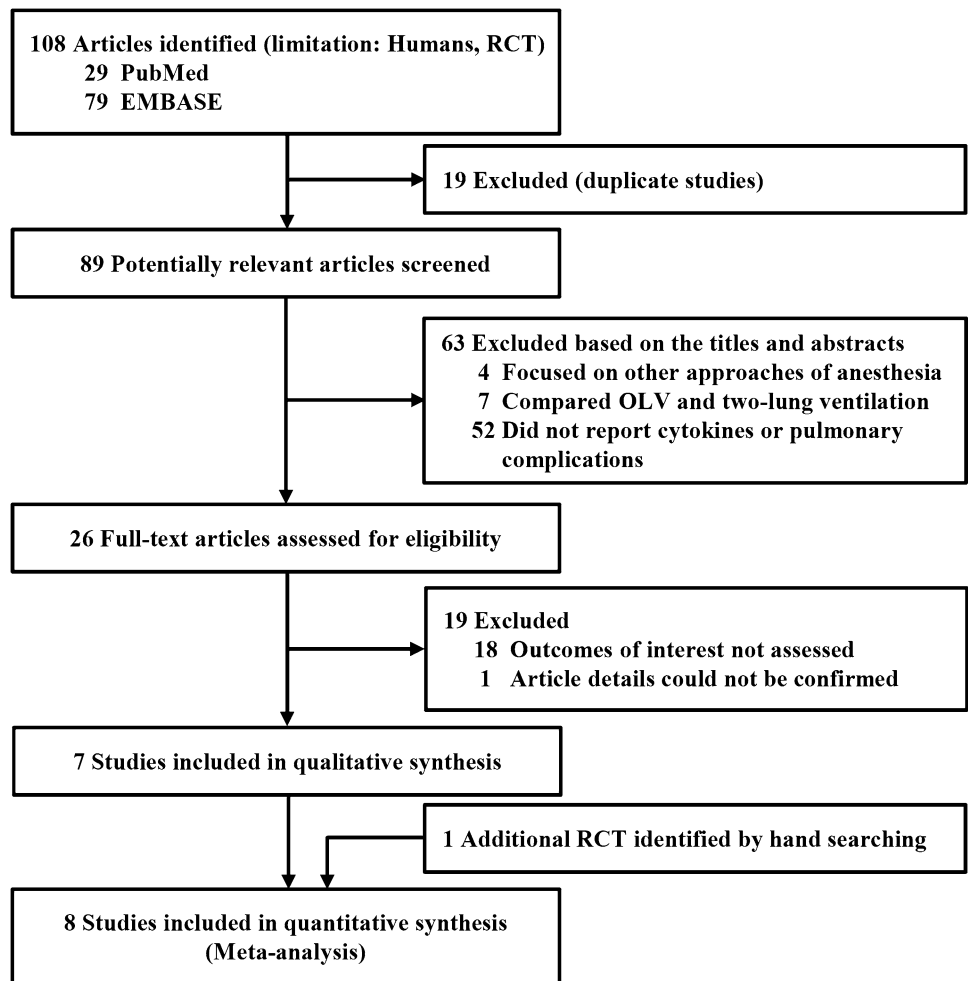 108 Articles identified (limitation: Humans, RCT)
29 PubMed
79 EMBASE
19 Excluded (duplicate studies)
89 Potentially relevant articles screened
63 Excluded based on the titles and abstracts
4 Focused on other approaches of anesthesia
7 Compared OLV and two-lung ventilation
52 Did not report cytokines or pulmonary
complications
26 Full-text articles assessed for eligibility
19 Excluded
18 Outcomes of interest not assessed
1 Article details could not be confirmed
7 Studies included in qualitative synthesis
1 Additional RCT identified by hand searching
8 Studies included in quantitative synthesis
(Meta-analysis)